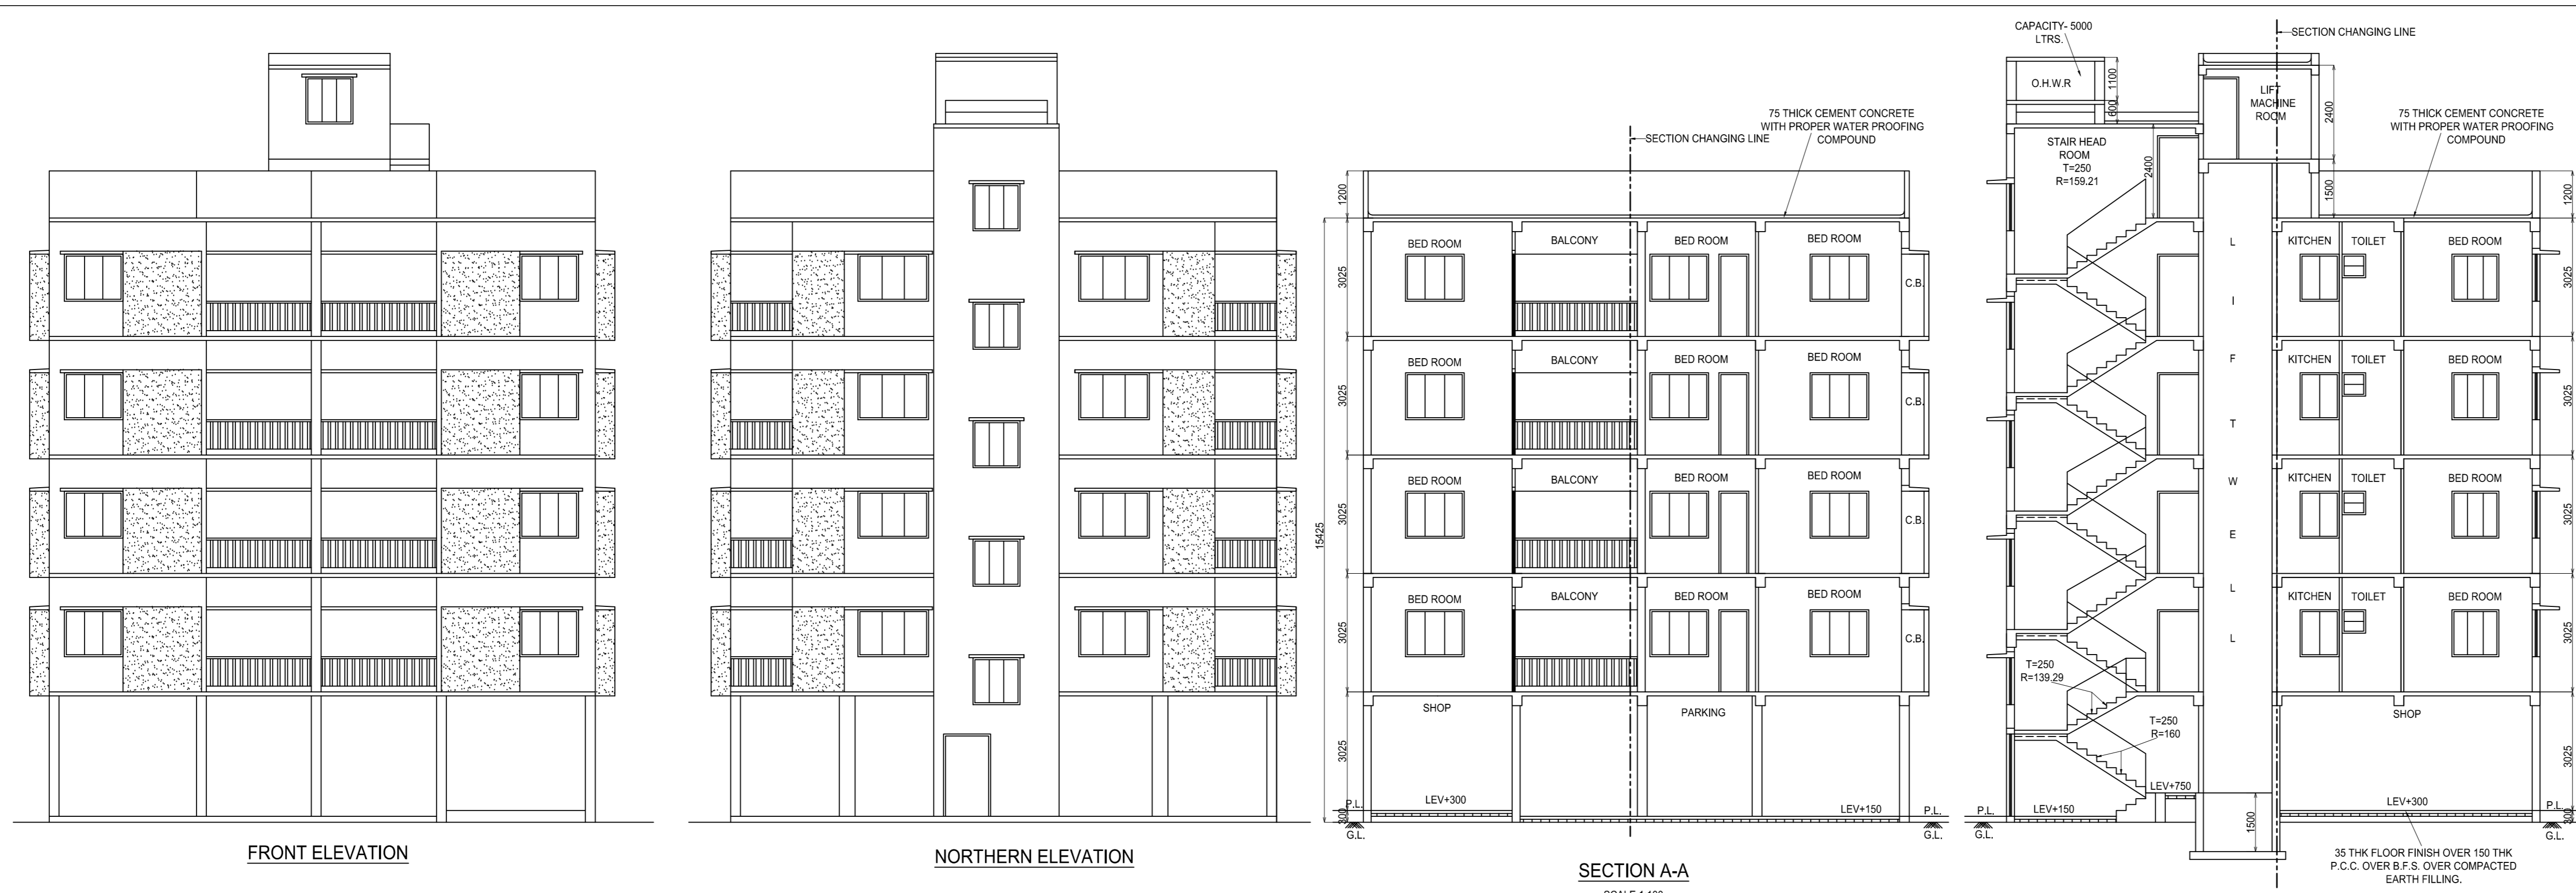 CAPACITY- 5000
LTRS.
SECTION CHANGING LINE
O.H.W.R
1100
600
LIFT
MACHINE
ROOM
2400
75 THICK CEMENT CONCRETE
WITH PROPER WATER PROOFING
COMPOUND
SECTION CHANGING LINE
75 THICK CEMENT CONCRETE
WITH PROPER WATER PROOFING
COMPOUND
STAIR HEAD
ROOM
T=250
R=159.21
2400
1500
1200
1200
BED ROOM
BALCONY
BED ROOM
BED ROOM
C.B.
3025
KITCHEN
TOILET
BED ROOM
3025
BED ROOM
BALCONY
BED ROOM
BED ROOM
C.B.
3025
KITCHEN
TOILET
BED ROOM
3025
BED ROOM
BALCONY
BED ROOM
BED ROOM
C.B.
3025
KITCHEN
TOILET
BED ROOM
3025
BED ROOM
BALCONY
BED ROOM
BED ROOM
C.B.
3025
KITCHEN
TOILET
BED ROOM
3025
15425
L
I
F
T
W
E
L
L
T=250
R=139.29
T=250
R=160
SHOP
PARKING
SHOP
3025
3025
LEV+300
LEV+150
LEV+150
LEV+750
LEV+300
P.L.
P.L.
P.L.
P.L.
300
300
G.L.
G.L.
G.L.
G.L.
1500
35 THK FLOOR FINISH OVER 150 THK
P.C.C. OVER B.F.S. OVER COMPACTED
EARTH FILLING.
FRONT ELEVATION
NORTHERN ELEVATION
SECTION A-A
SCALE 1:100